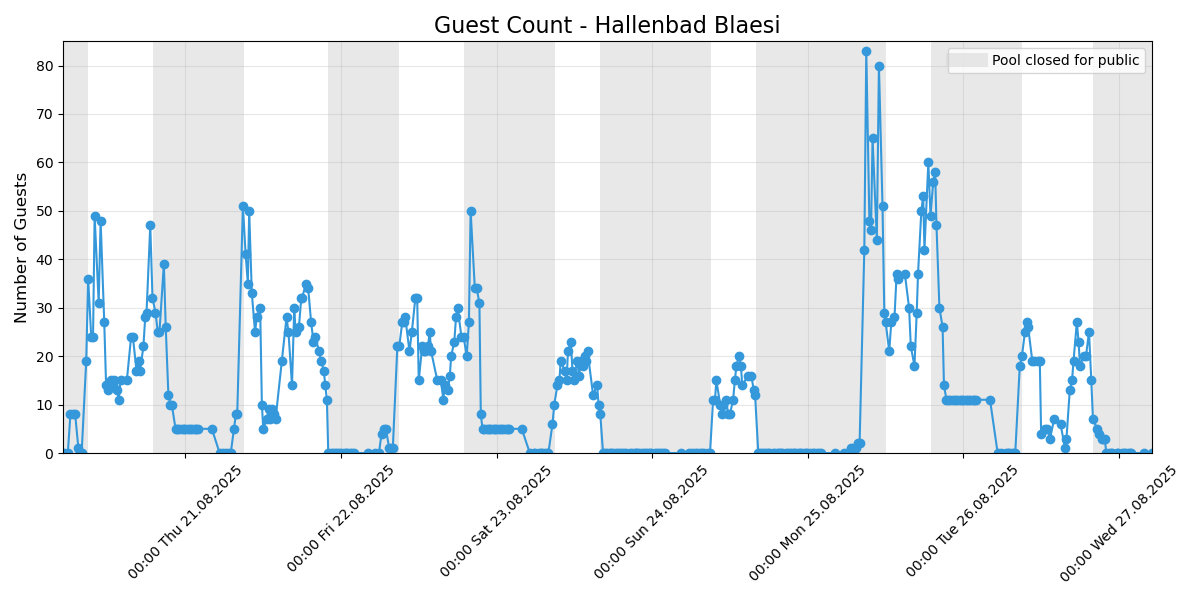 Guest Count - Hallenbad Blaesi
Pool closed for public
Number of Guests
80
70
60
50
40
30
20
10
0
00:00 Thu 21.08.2025
00:00 Fri 22.08.2025
00:00 Sat 23.08.2025
00:00 Sun 24.08.2025
00:00 Mon 25.08.2025
00:00 Tue 26.08.2025
00:00 Wed 27.08.2025